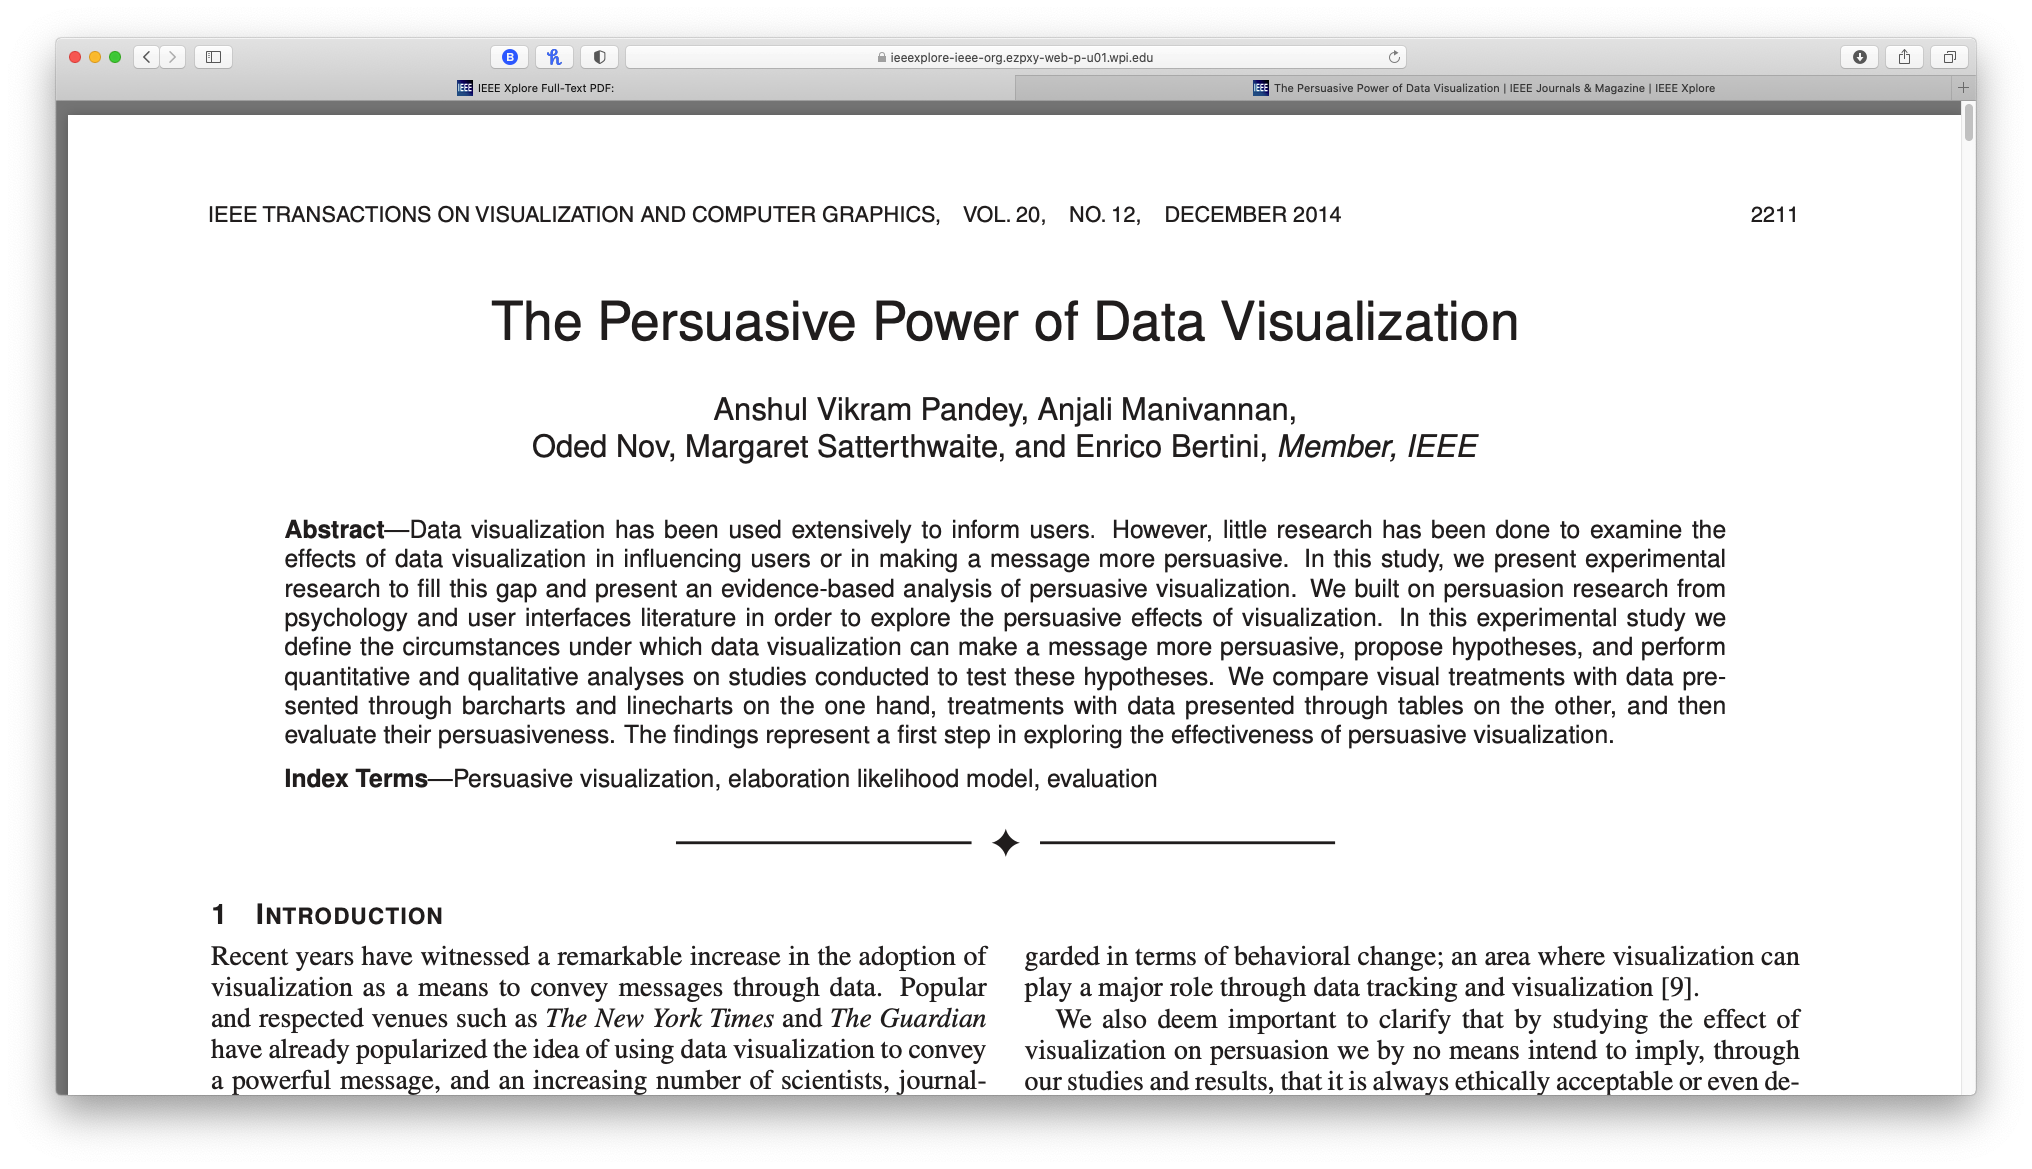 ieeexplore-ieee-org.ezpxy-web-p-u01.wpi.edu
IEEE IEEE Xplore Full-Text PDF:
IEEE The Persuasive Power of Data Visualization | IEEE Journals & Magazine | IEEE Xplore
IEEE TRANSACTIONS ON VISUALIZATION AND COMPUTER GRAPHICS, VOL. 20, NO. 12, DECEMBER 2014 2211
The Persuasive Power of Data Visualization
Anshul Vikram Pandey, Anjali Manivannan,
Oded Nov, Margaret Satterthwaite, and Enrico Bertini, Member, IEEE
Abstract—Data visualization has been used extensively to inform users. However, little research has been done to examine the
effects of data visualization in influencing users or in making a message more persuasive. In this study, we present experimental
research to fill this gap and present an evidence-based analysis of persuasive visualization. We built on persuasion research from
psychology and user interfaces literature in order to explore the persuasive effects of visualization. In this experimental study we
define the circumstances under which data visualization can make a message more persuasive, propose hypotheses, and perform
quantitative and qualitative analyses on studies conducted to test these hypotheses. We compare visual treatments with data pre-
sented through barcharts and linecharts on the one hand, treatments with data presented through tables on the other, and then
evaluate their persuasiveness. The findings represent a first step in exploring the effectiveness of persuasive visualization.
Index Terms—Persuasive visualization, elaboration likelihood model, evaluation
1 INTRODUCTION
Recent years have witnessed a remarkable increase in the adoption of
visualization as a means to convey messages through data. Popular
and respected venues such as The New York Times and The Guardian
have already popularized the idea of using data visualization to convey
a powerful message, and an increasing number of scientists, journal-
garded in terms of behavioral change; an area where visualization can
play a major role through data tracking and visualization [9].
We also deem important to clarify that by studying the effect of
visualization on persuasion we by no means intend to imply, through
our studies and results, that it is always ethically acceptable or even de-